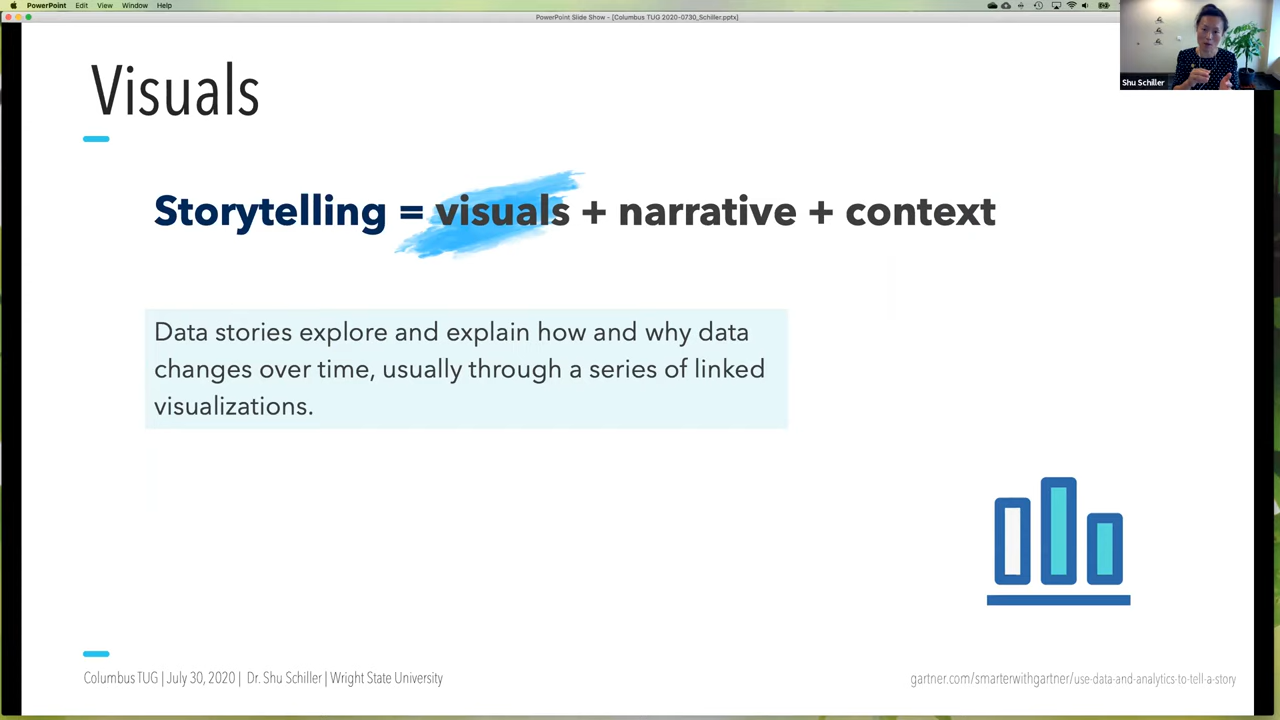 PowerPoint Edit View Window Help
PowerPoint Slide Show - [Columbus TUG 2020-0730_Schiller.pptx]
Shu Schiller
Visuals
Storytelling = visuals + narrative + context
Data stories explore and explain how and why data
changes over time, usually through a series of linked
visualizations.
Columbus TUG | July 30, 2020 | Dr. Shu Schiller | Wright State University
gartner.com/smarterwithgartner/use-data-and-analytics-to-tell-a-story